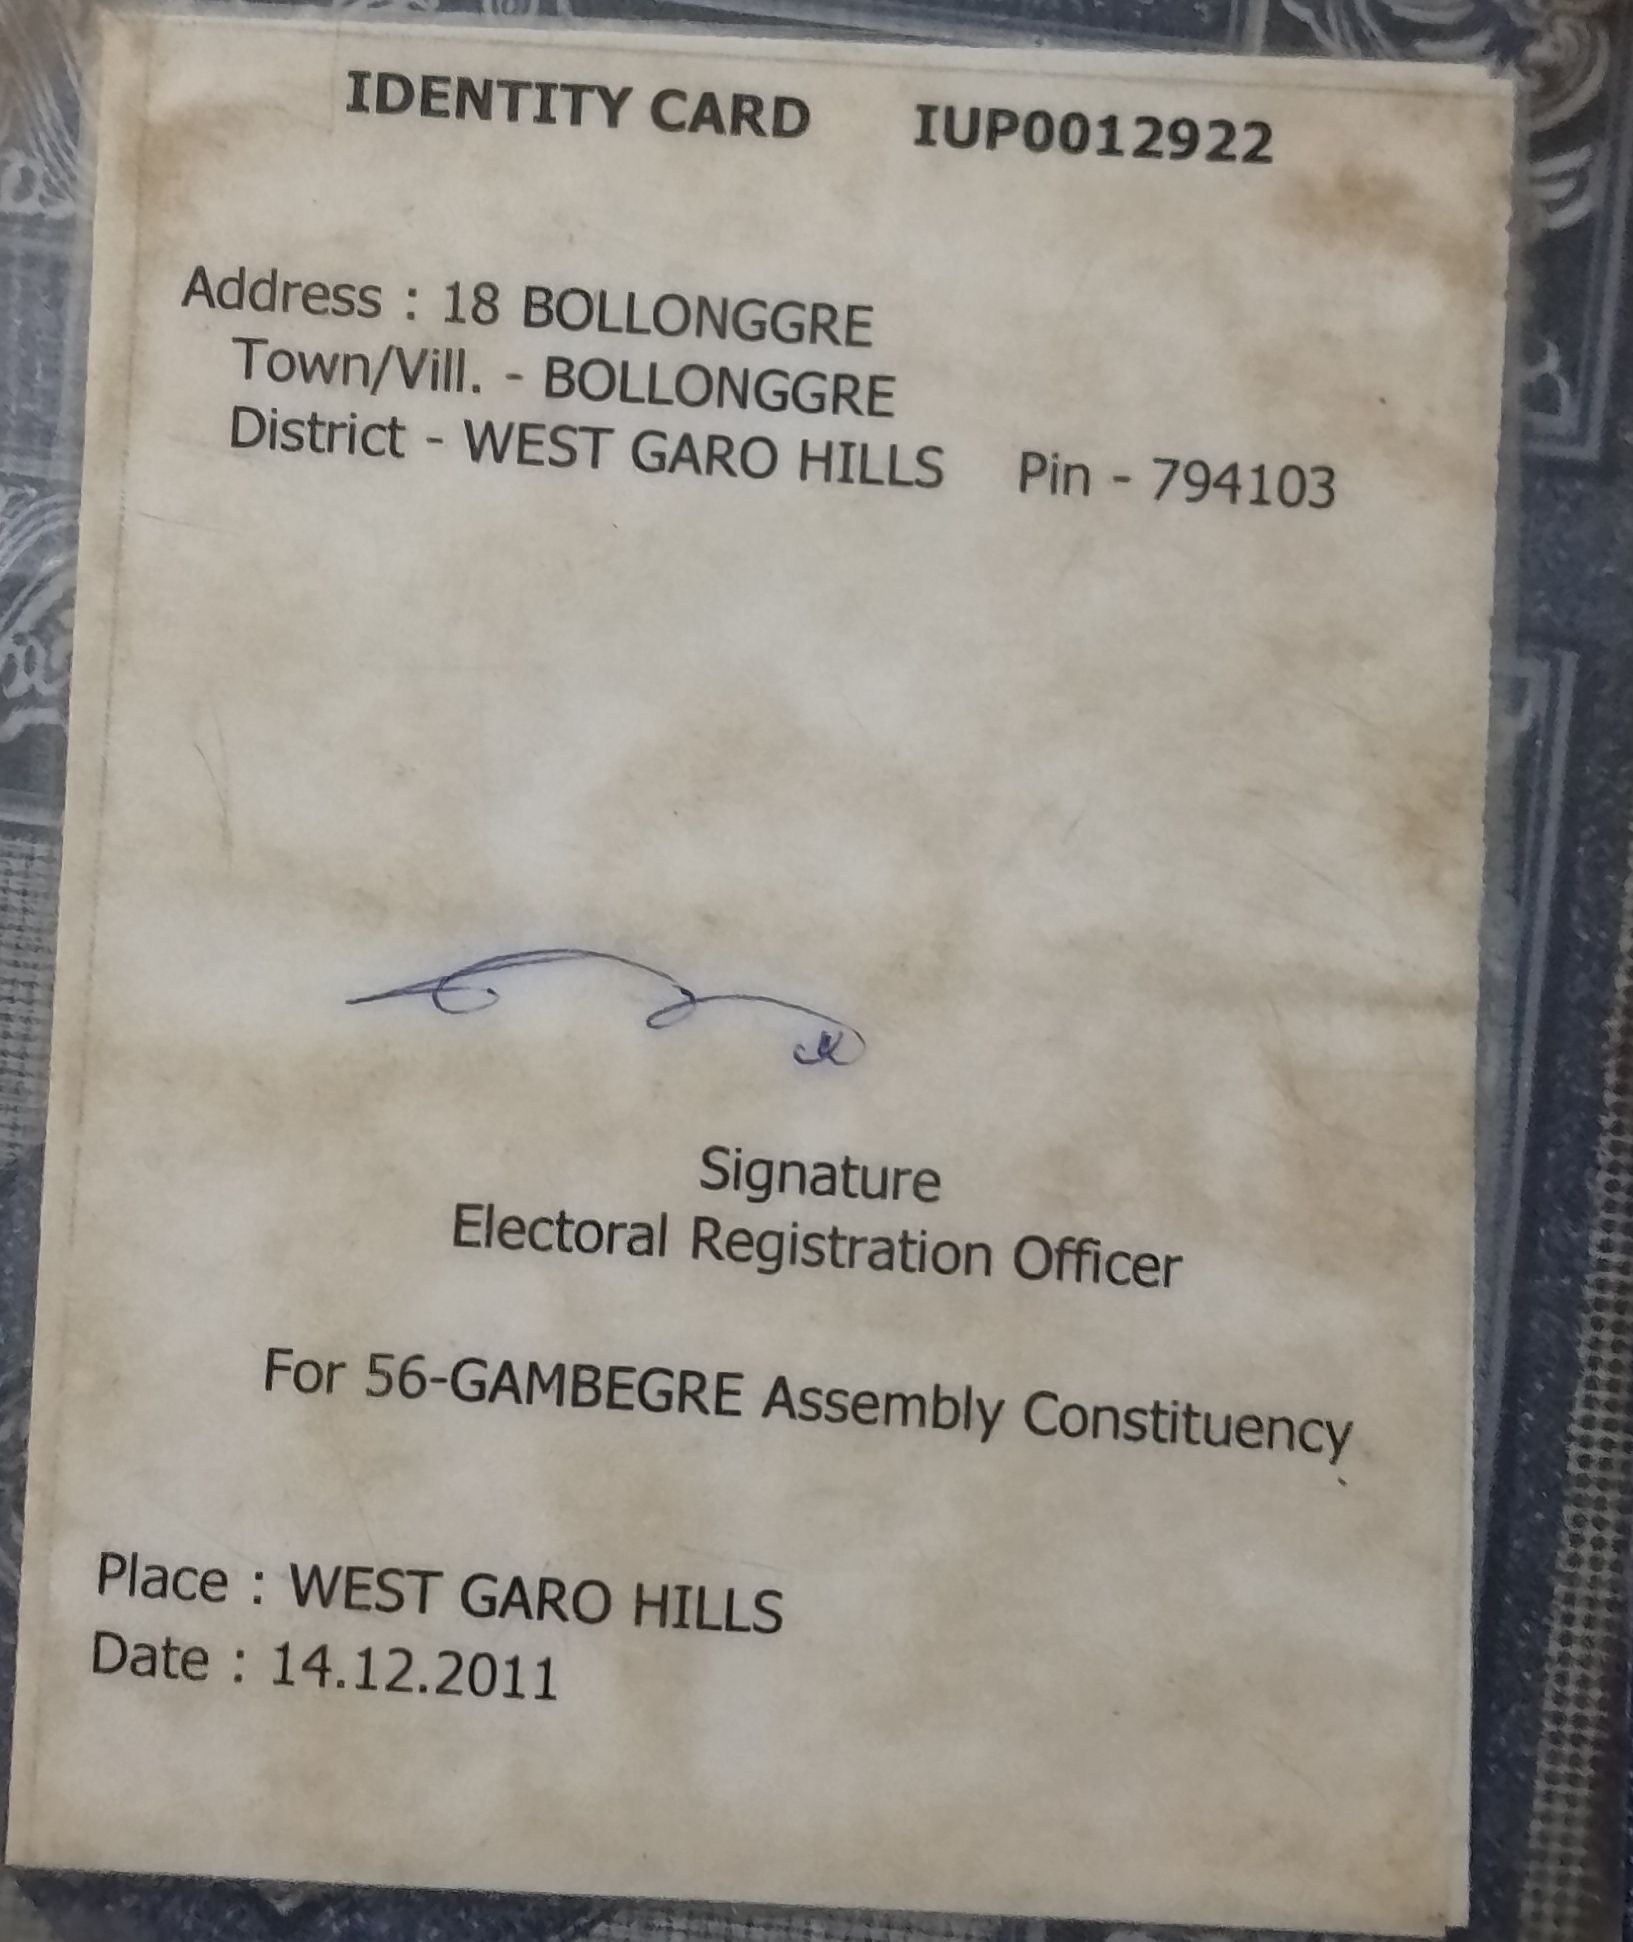 IDENTITY CARD IUP0012922
Address : 18 BOLLONGGRE
Town/Vill. - BOLLONGGRE
District - WEST GARO HILLS Pin - 794103
Signature
Electoral Registration Officer
For 56-GAMBEGRE Assembly Constituency
Place : WEST GARO HILLS
Date : 14.12.2011